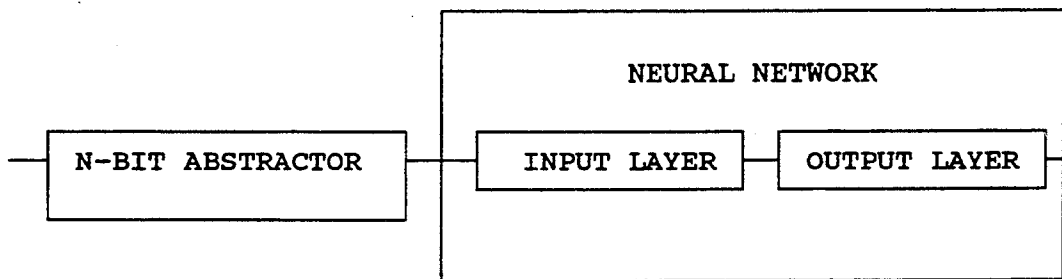 NEURAL NETWORK
N-BIT ABSTRACTOR
INPUT LAYER
OUTPUT LAYER